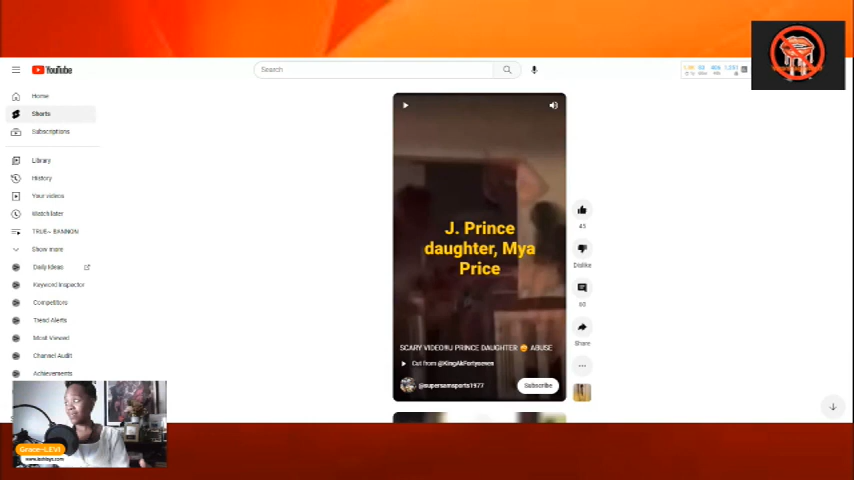 YouTube
Search
Home
Shorts
Subscriptions
Library
History
Your videos
Watch later
TRUE~ BANNON
Show more
Daily Ideas
Keyword Inspector
Competitors
Trend Alerts
Most Viewed
Channel Audit
Achievements
J. Prince
daughter, Mya
Price
SCARY VIDEO‼️J PRINCE DAUGHTER 😳 ABUSE
Cut from @KingAkFortyseven
@supersamsports1977
Subscribe
45
Dislike
60
Share
Grace-LEVI